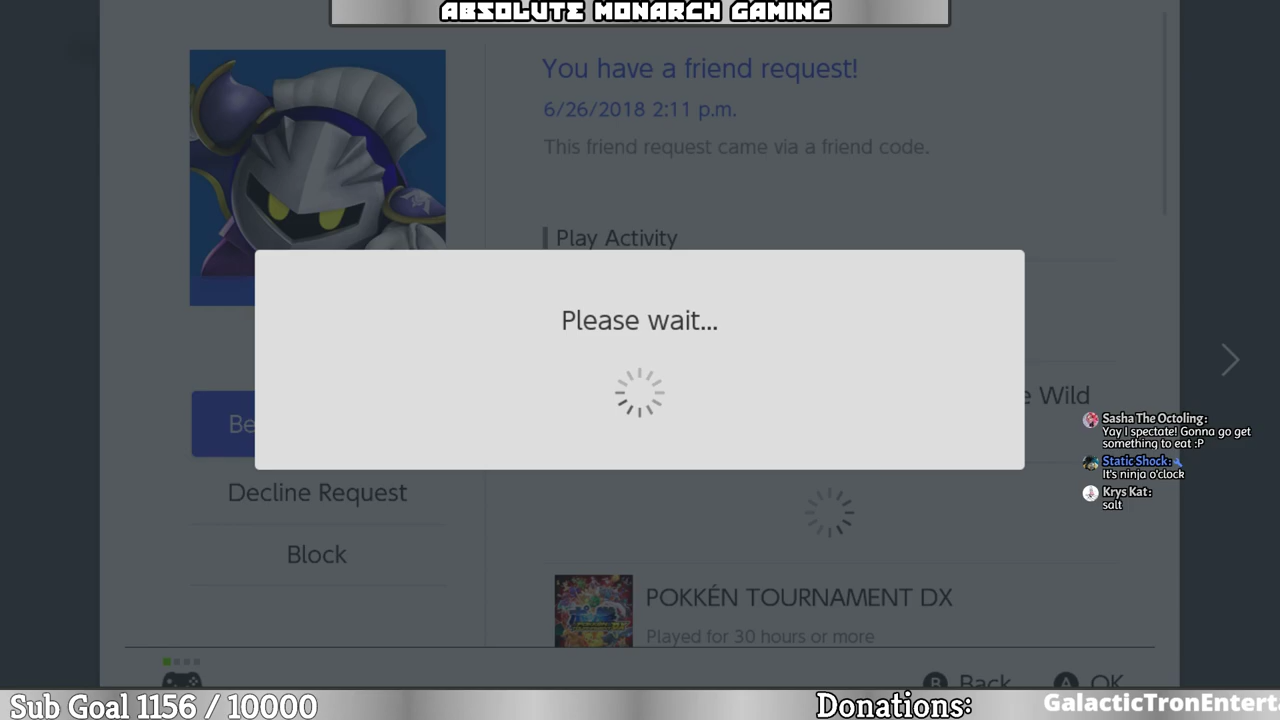 ABSOLUTE MONARCH GAMING
You have a friend request!
6/26/2018 2:11 p.m.
This friend request came via a friend code.
Play Activity
Please wait...
Be
e Wild
Sasha The Octoling:
Yay I spectate! Gonna go get
something to eat :P
Static Shock:
It's ninja o'clock
Krys Kat:
salt
Decline Request
Block
POKKÉN TOURNAMENT DX
Played for 30 hours or more
B Back
A OK
Sub Goal 1156 / 10000
Donations:
GalacticTronEntert